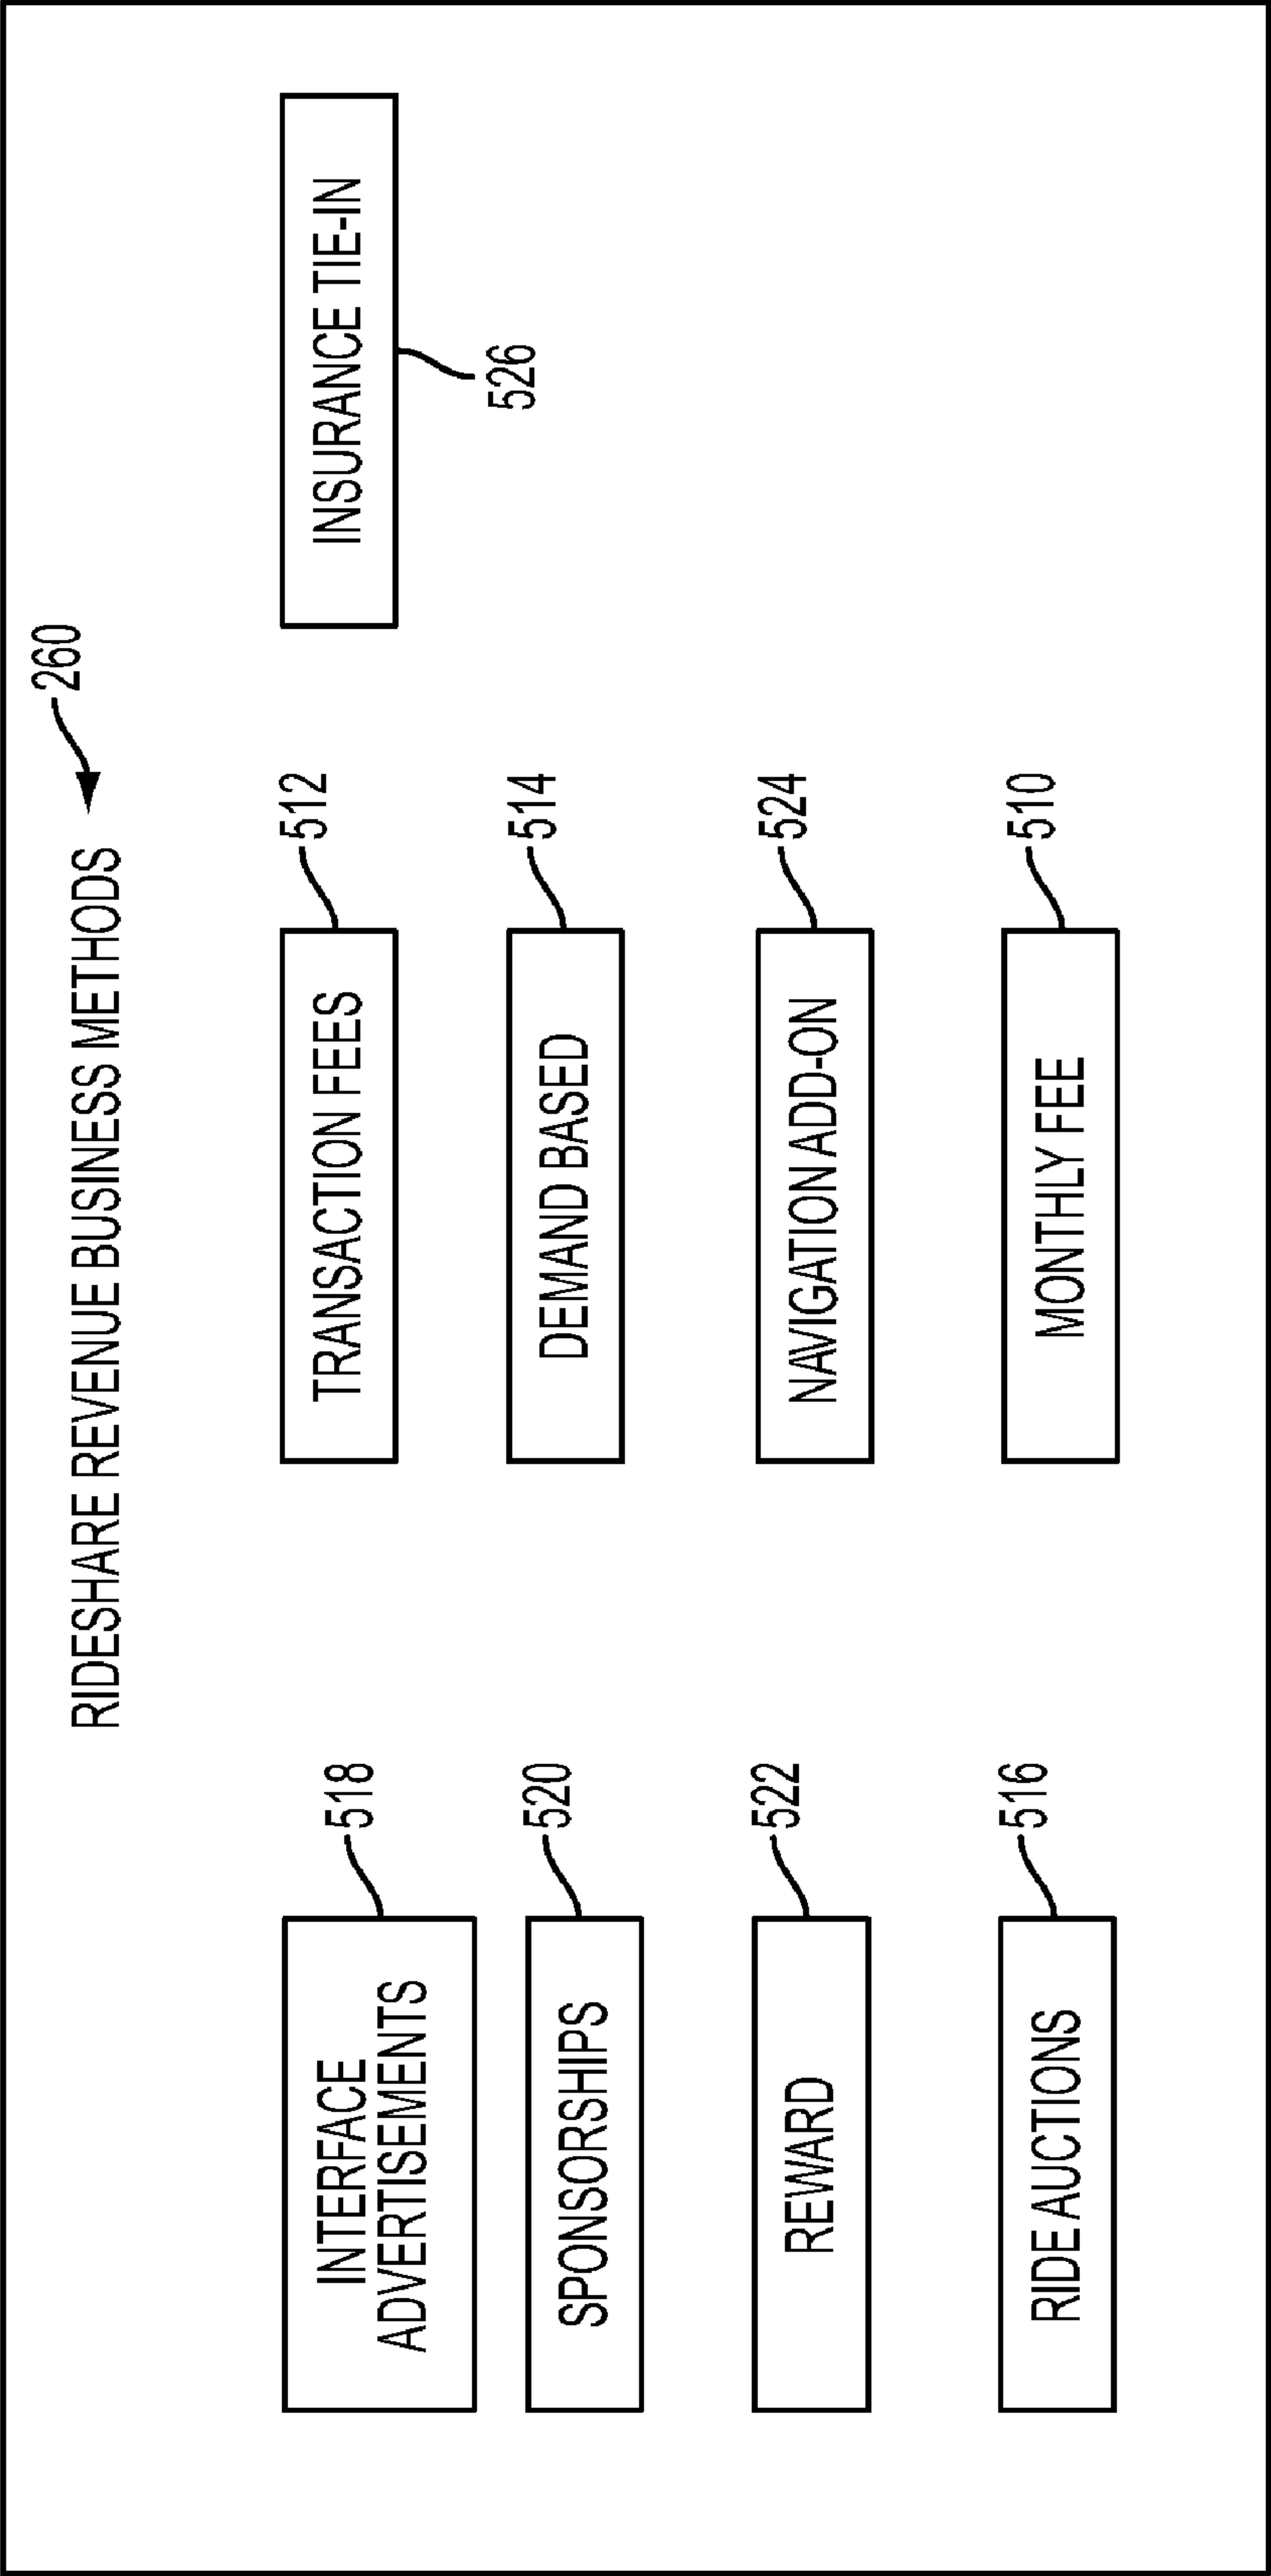 RIDESHARE REVENUE BUSINESS METHODS
260
INTERFACE
ADVERTISEMENTS
518
SPONSORSHIPS
520
REWARD
522
RIDE AUCTIONS
516
TRANSACTION FEES
512
DEMAND BASED
514
NAVIGATION ADD-ON
524
MONTHLY FEE
510
INSURANCE TIE-IN
526